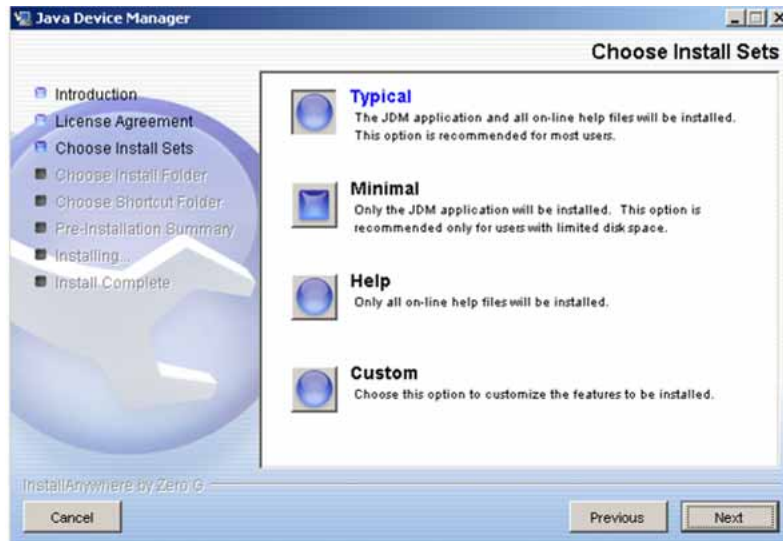 Java Device Manager
Choose Install Sets
Introduction
License Agreement
Choose Install Sets
Choose Install Folder
Choose Shortcut Folder
Pre-Installation Summary
Installing...
Install Complete
Typical
The JDM application and all on-line help files will be installed.
This option is recommended for most users.
Minimal
Only the JDM application will be installed. This option is
recommended only for users with limited disk space.
Help
Only all on-line help files will be installed.
Custom
Choose this option to customize the features to be installed.
InstallAnywhere by Zero G
Cancel
Previous
Next